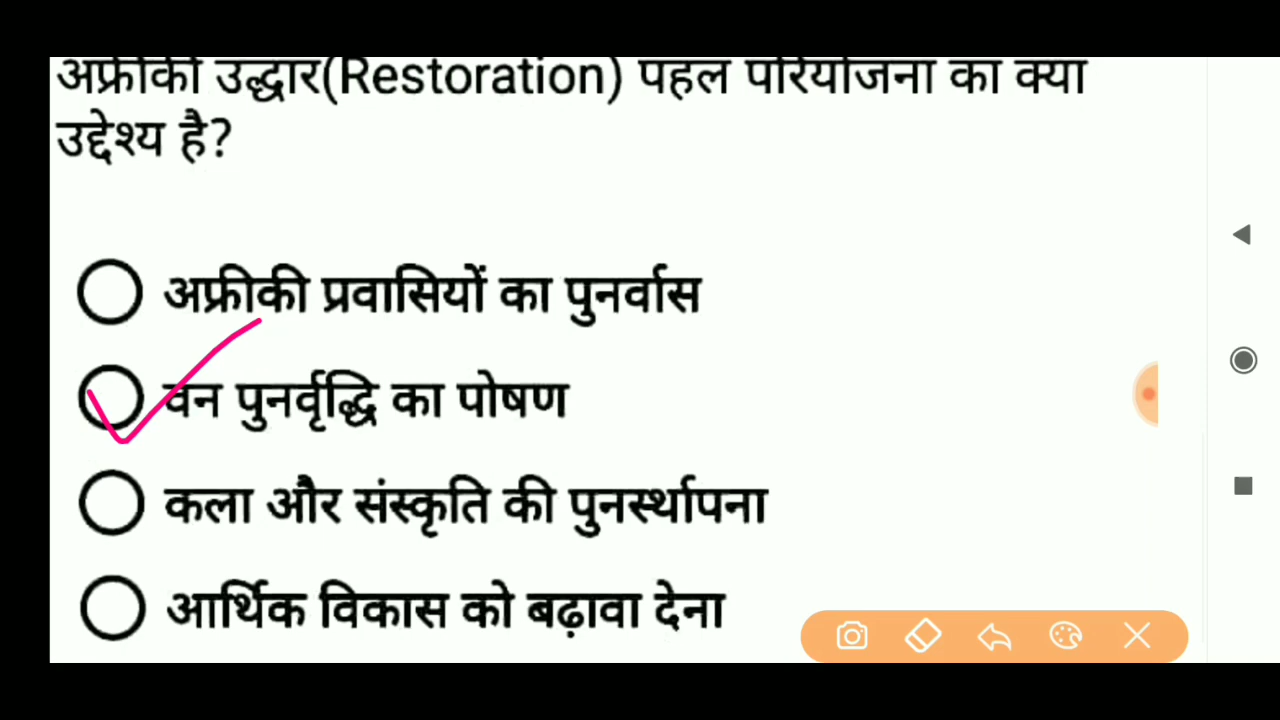 अफ्रीकी उद्धार(Restoration) पहल परियोजना का क्या
उद्देश्य है?
अफ्रीकी प्रवासियों का पुनर्वास
वन पुनर्वृद्धि का पोषण
कला और संस्कृति की पुनर्स्थापना
आर्थिक विकास को बढ़ावा देना